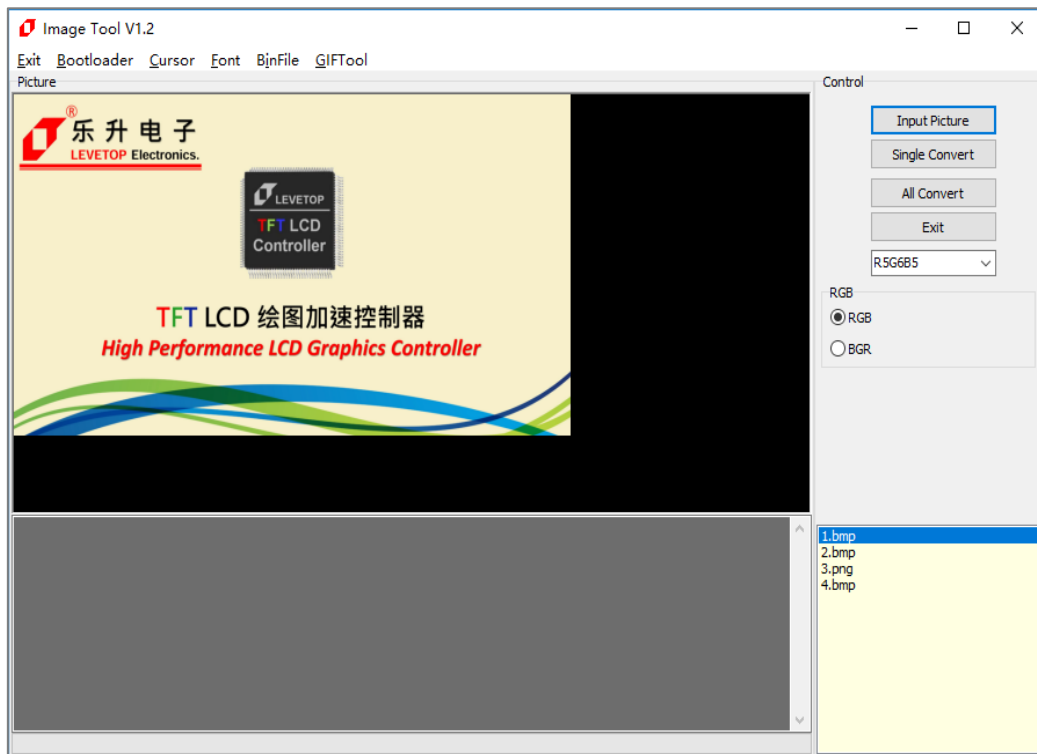 Image Tool V1.2
Exit Bootloader Cursor Font BinFile GIFTool
Picture
Control
®
乐升电子
LEVETOP Electronics.
LEVETOP
TFT LCD
Controller
TFT LCD 绘图加速控制器
High Performance LCD Graphics Controller
Input Picture
Single Convert
All Convert
Exit
R5G6B5
RGB
RGB
BGR
1.bmp
2.bmp
3.png
4.bmp